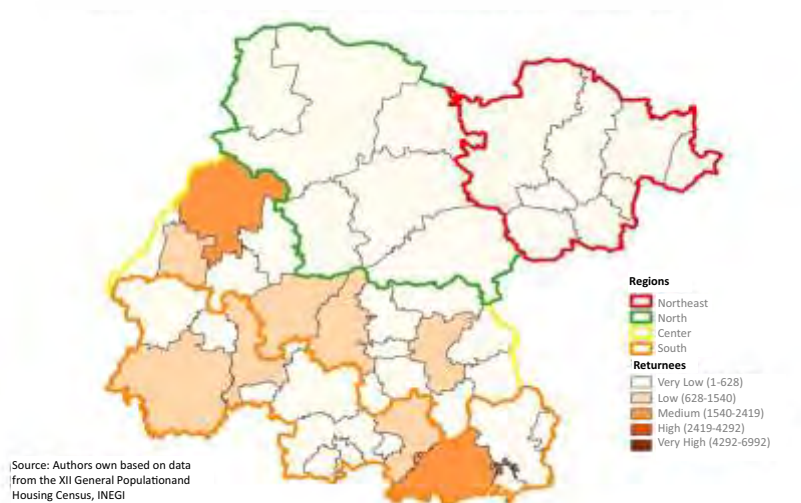 Regions
Northeast
North
Center
South
Returnees
Very Low (1-628)
Low (628-1540)
Medium (1540-2419)
High (2419-4292)
Very High (4292-6992)
Source: Authors own based on data
from the XII General Populationand
Housing Census, INEGI